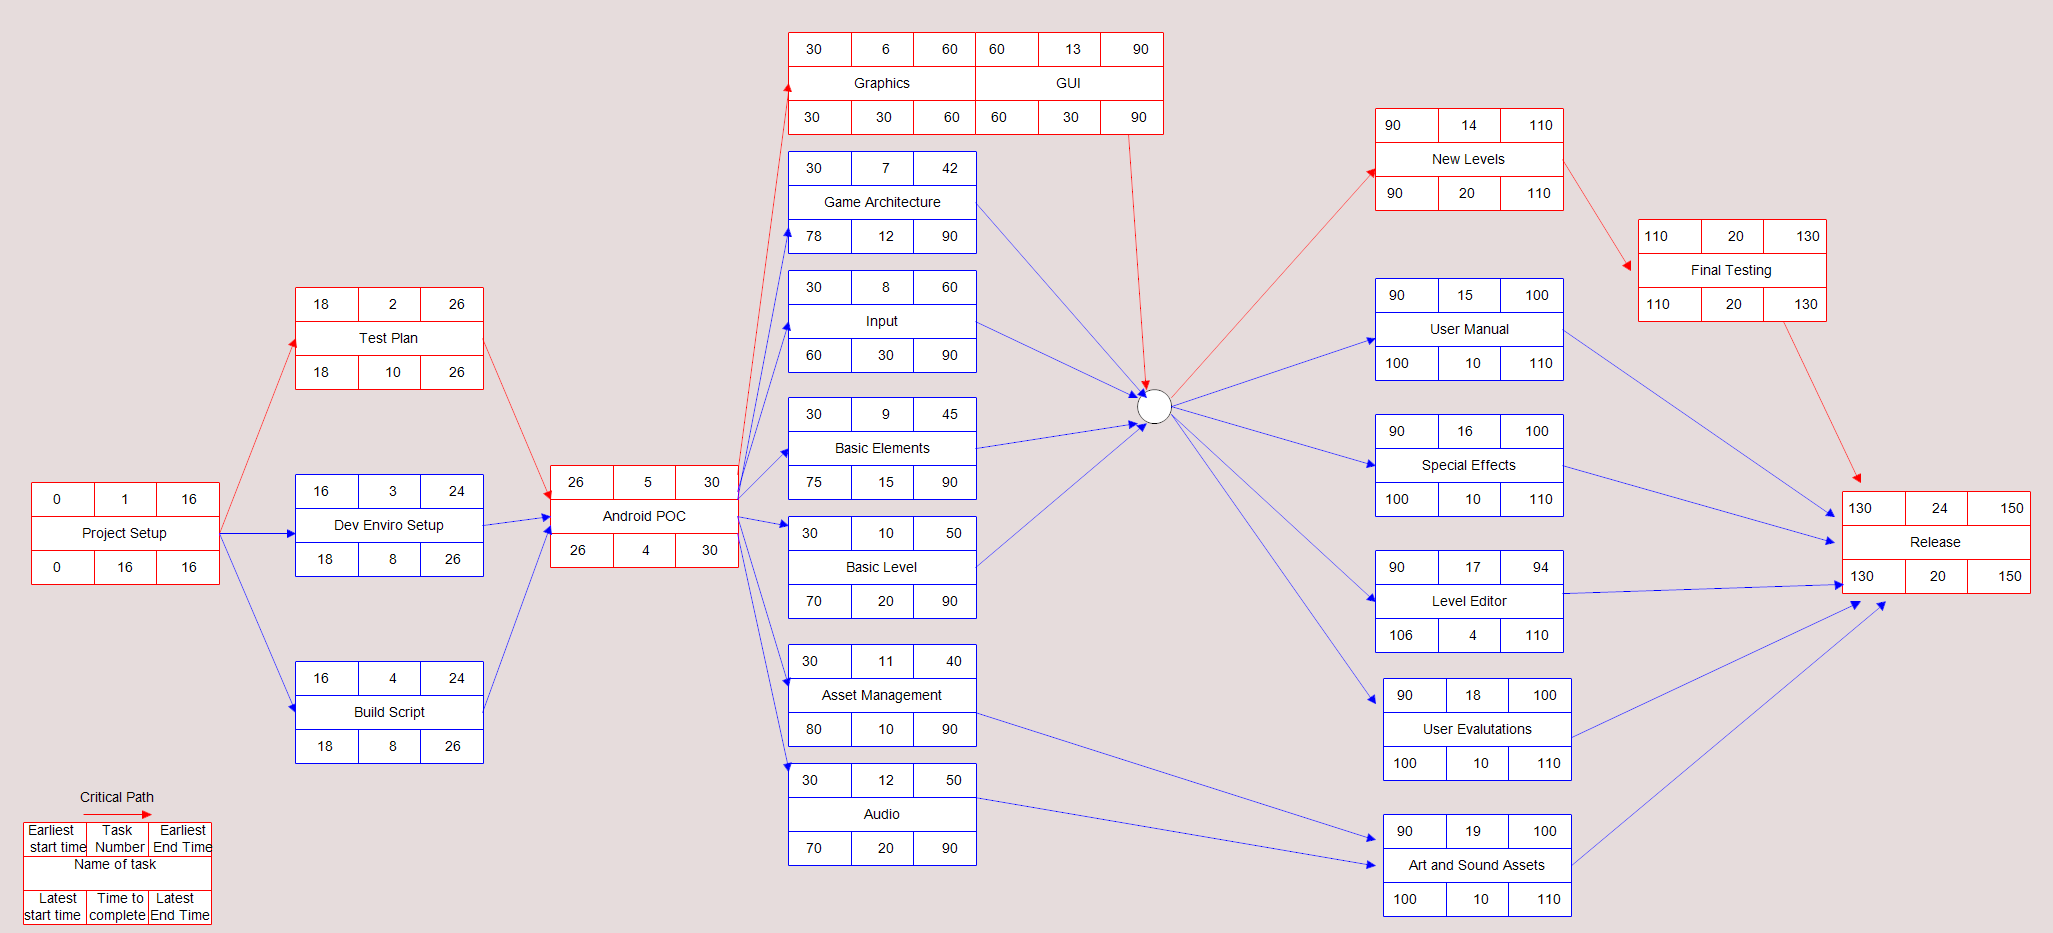 30 6 60 60 13 90
Graphics GUI
30 30 60 60 30 90
30 7 42
Game Architecture
78 12 90
30 8 60
Input
60 30 90
30 9 45
Basic Elements
75 15 90
30 10 50
Basic Level
70 20 90
30 11 40
Asset Management
80 10 90
30 12 50
Audio
70 20 90
18 2 26
Test Plan
18 10 26
16 3 24
Dev Enviro Setup
18 8 26
16 4 24
Build Script
18 8 26
0 1 16
Project Setup
0 16 16
26 5 30
Android POC
26 4 30
90 14 110
New Levels
90 20 110
110 20 130
Final Testing
110 20 130
90 15 100
User Manual
100 10 110
90 16 100
Special Effects
100 10 110
90 17 94
Level Editor
106 4 110
90 18 100
User Evalutations
100 10 110
90 19 100
Art and Sound Assets
100 10 110
130 24 150
Release
130 20 150
Critical Path
Earliest Task Earliest
start time Number End Time
Name of task
Latest Time to Latest
start time complete End Time